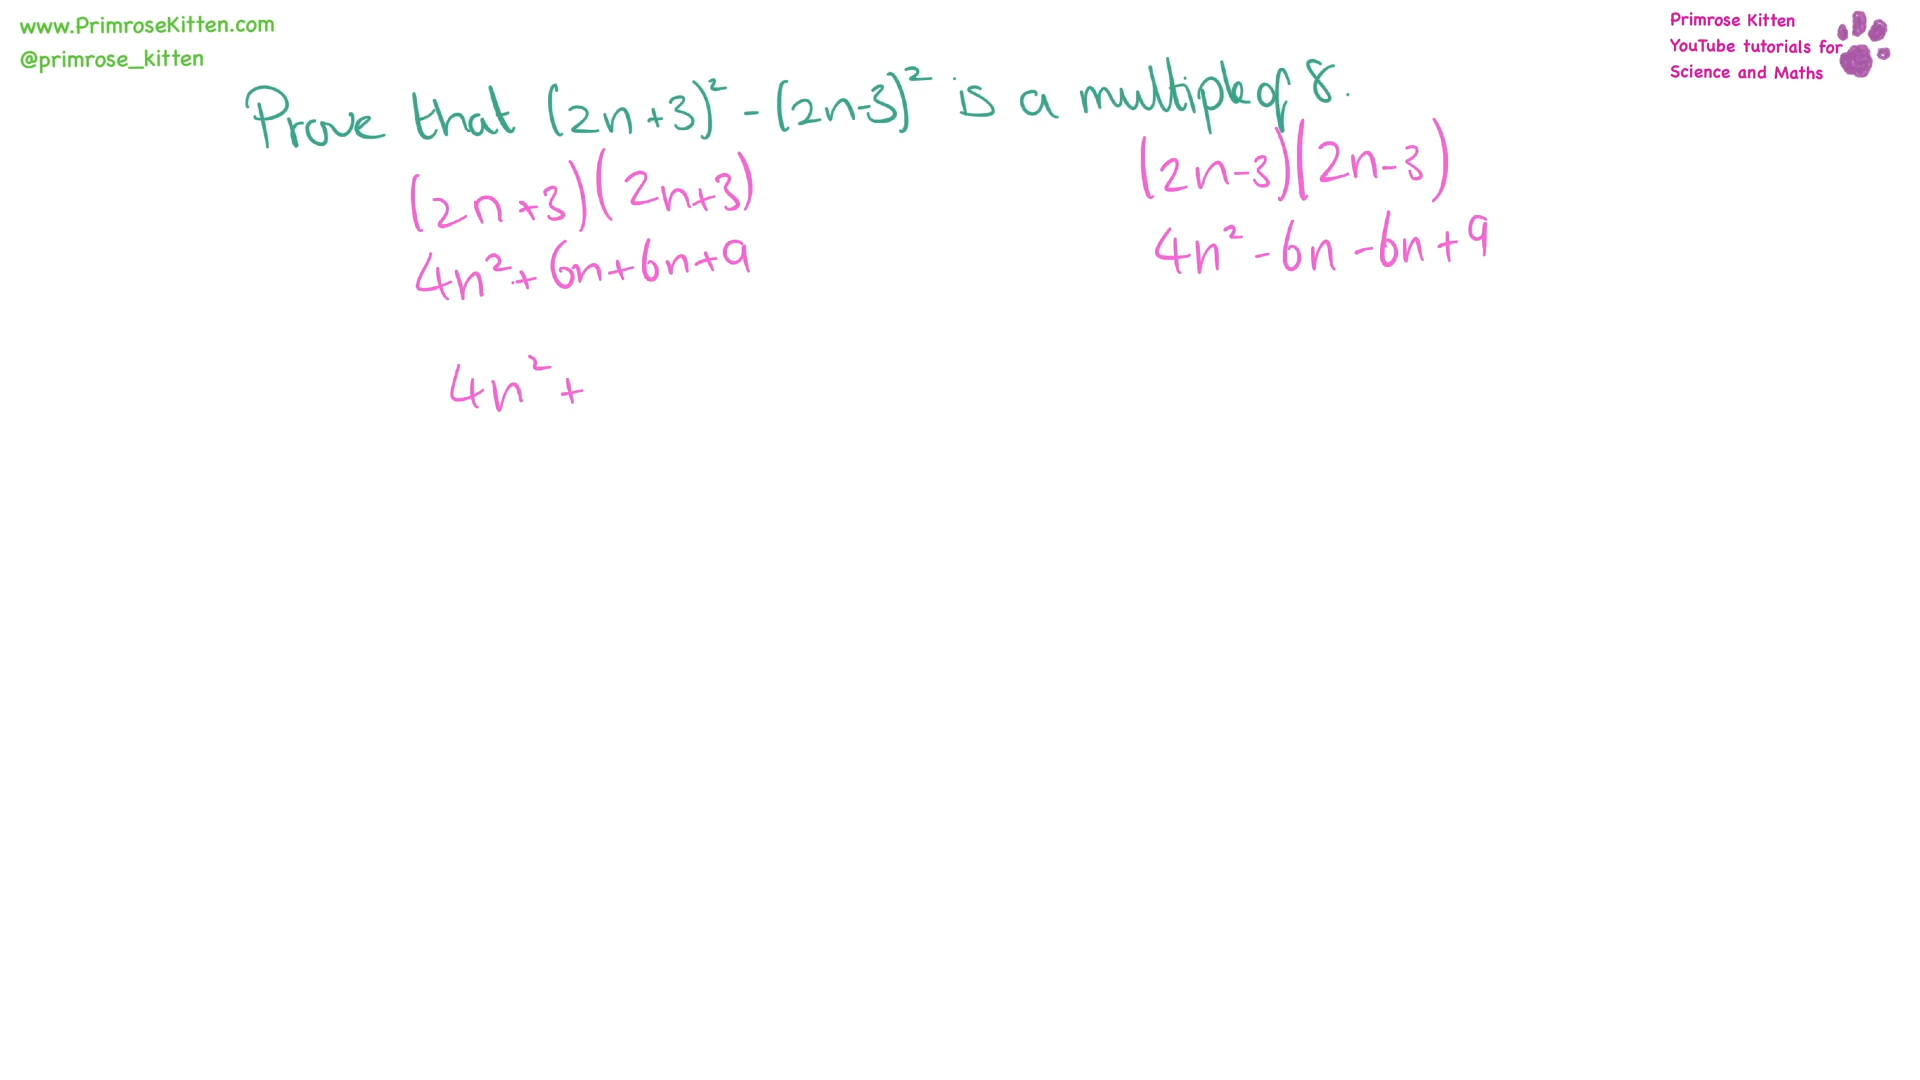 www.PrimroseKitten.com
@primrose_kitten
Primrose Kitten
YouTube tutorials for
Science and Maths
Prove that (2n+3)² - (2n-3)² is a multiple of 8.
(2n+3)(2n+3)
4n²+6n+6n+9
4n²+
(2n-3)(2n-3)
4n²-6n-6n+9